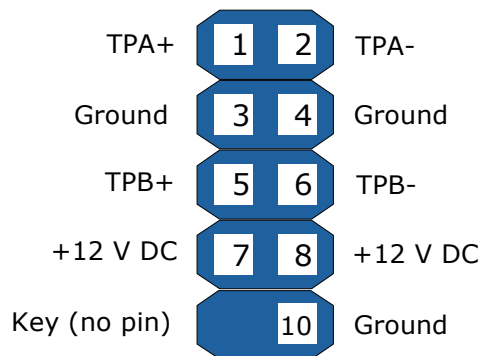 TPA+ 1 2 TPA-
Ground 3 4 Ground
TPB+ 5 6 TPB-
+12 V DC 7 8 +12 V DC
Key (no pin) 10 Ground